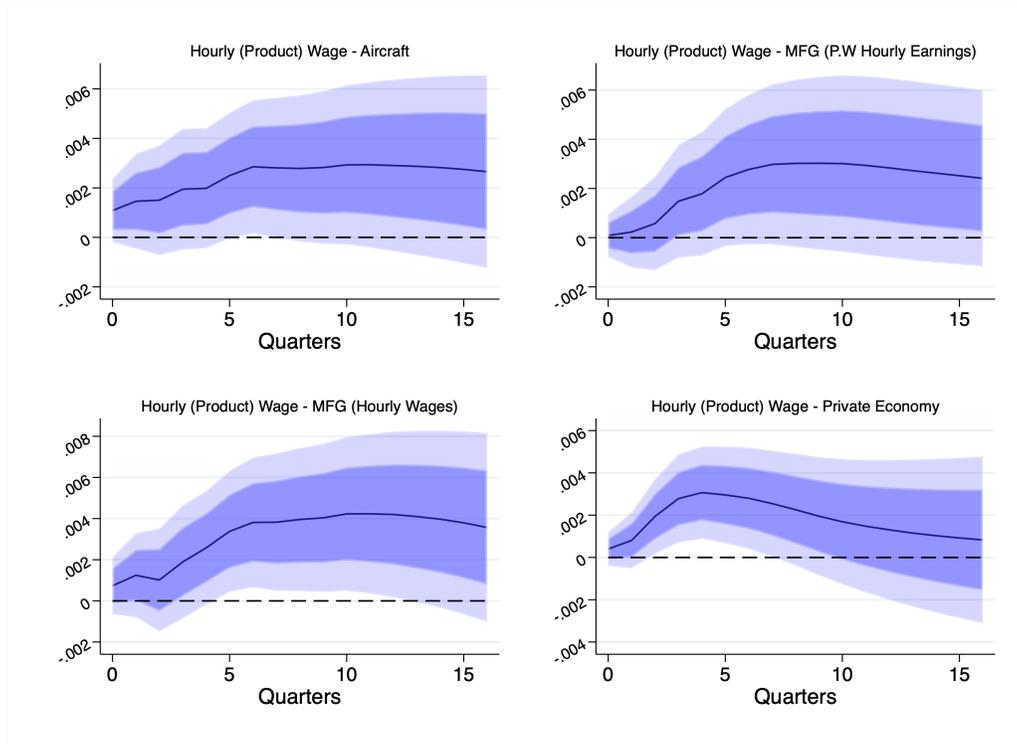 Hourly (Product) Wage - Aircraft
.006
.004
.002
0
-.002
0 5 10 15
Quarters
Hourly (Product) Wage - MFG (P.W Hourly Earnings)
.006
.004
.002
0
-.002
0 5 10 15
Quarters
Hourly (Product) Wage - MFG (Hourly Wages)
.008
.006
.004
.002
0
-.002
0 5 10 15
Quarters
Hourly (Product) Wage - Private Economy
.006
.004
.002
0
-.002
-.004
0 5 10 15
Quarters